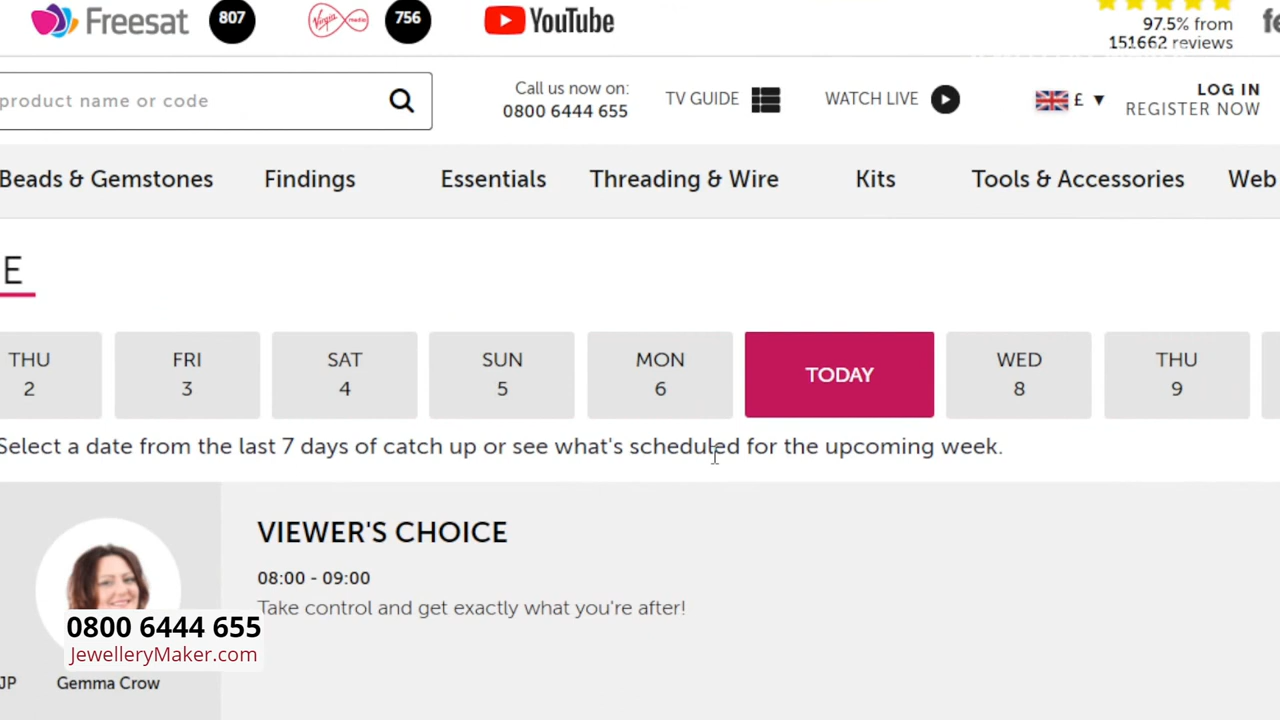 Freesat 807 Virgin media 756 YouTube
97.5% from
151662 reviews
product name or code
Call us now on:
0800 6444 655
TV GUIDE
WATCH LIVE
£
LOG IN
REGISTER NOW
Beads & Gemstones Findings Essentials Threading & Wire Kits Tools & Accessories Web
E
THU
2
FRI
3
SAT
4
SUN
5
MON
6
TODAY
WED
8
THU
9
Select a date from the last 7 days of catch up or see what's scheduled for the upcoming week.
VIEWER'S CHOICE
08:00 - 09:00
Take control and get exactly what you're after!
0800 6444 655
JewelleryMaker.com
JP
Gemma Crow